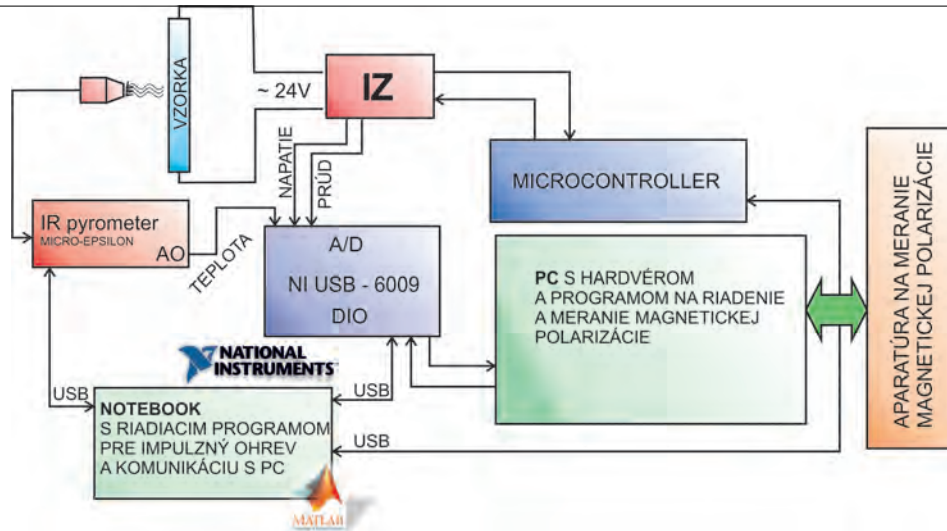 VZORKA
~ 24V
IZ
NAPATIE
PRÚD
MICROCONTROLLER
IR pyrometer
MICRO-EPSILON
AO
TEPLOTA
A/D
NI USB - 6009
DIO
PC S HARDVÉROM
A PROGRAMOM NA RIADENIE
A MERANIE MAGNETICKEJ
POLARIZÁCIE
APARATÚRA NA MERANIE
MAGNETICKEJ POLARIZÁCIE
NATIONAL
INSTRUMENTS
USB
USB
USB
NOTEBOOK
S RIADIACIM PROGRAMOM
PRE IMPULZNÝ OHREV
A KOMUNIKÁCIU S PC
MATLAB